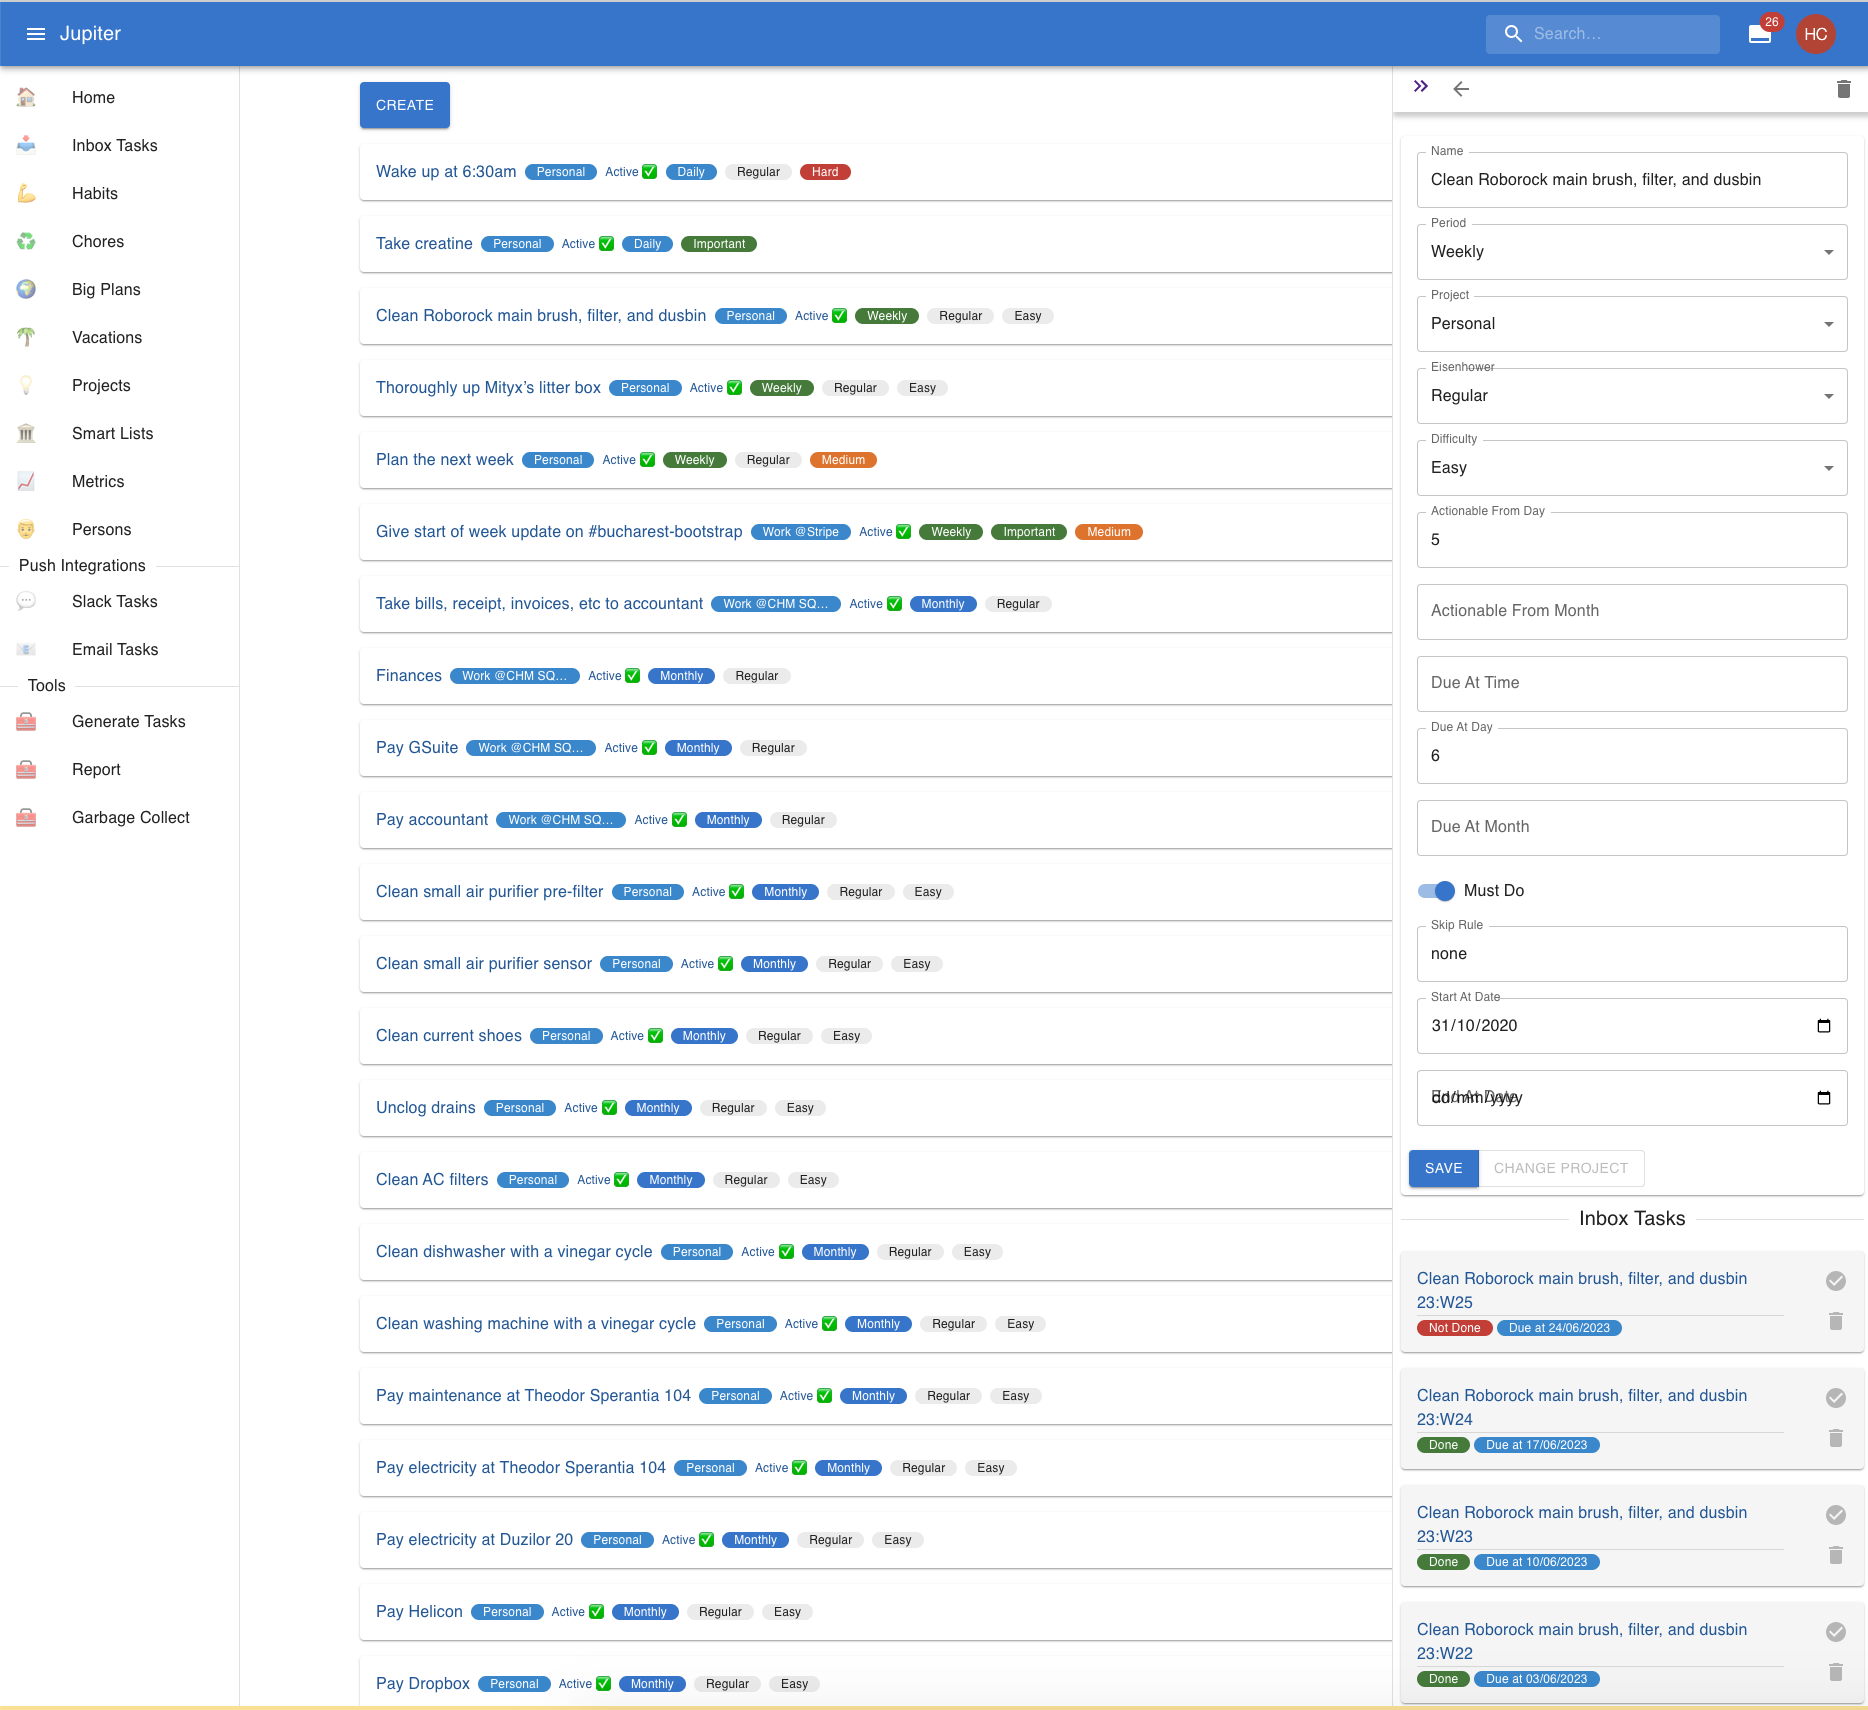 Jupiter
Search...
26
HC
Home
Inbox Tasks
Habits
Chores
Big Plans
Vacations
Projects
Smart Lists
Metrics
Persons
Push Integrations
Slack Tasks
Email Tasks
Tools
Generate Tasks
Report
Garbage Collect
CREATE
Wake up at 6:30am Personal Active Daily Regular Hard
Take creatine Personal Active Daily Important
Clean Roborock main brush, filter, and dusbin Personal Active Weekly Regular Easy
Thoroughly up Mityx's litter box Personal Active Weekly Regular Easy
Plan the next week Personal Active Weekly Regular Medium
Give start of week update on #bucharest-bootstrap Work @Stripe Active Weekly Important Medium
Take bills, receipt, invoices, etc to accountant Work @CHM SQ... Active Monthly Regular
Finances Work @CHM SQ... Active Monthly Regular
Pay GSuite Work @CHM SQ... Active Monthly Regular
Pay accountant Work @CHM SQ... Active Monthly Regular
Clean small air purifier pre-filter Personal Active Monthly Regular Easy
Clean small air purifier sensor Personal Active Monthly Regular Easy
Clean current shoes Personal Active Monthly Regular Easy
Unclog drains Personal Active Monthly Regular Easy
Clean AC filters Personal Active Monthly Regular Easy
Clean dishwasher with a vinegar cycle Personal Active Monthly Regular Easy
Clean washing machine with a vinegar cycle Personal Active Monthly Regular Easy
Pay maintenance at Theodor Sperantia 104 Personal Active Monthly Regular Easy
Pay electricity at Theodor Sperantia 104 Personal Active Monthly Regular Easy
Pay electricity at Duzilor 20 Personal Active Monthly Regular Easy
Pay Helicon Personal Active Monthly Regular Easy
Pay Dropbox Personal Active Monthly Regular Easy
Name
Clean Roborock main brush, filter, and dusbin
Period
Weekly
Project
Personal
Eisenhower
Regular
Difficulty
Easy
Actionable From Day
5
Actionable From Month
Due At Time
Due At Day
6
Due At Month
Must Do
Skip Rule
none
Start At Date
31/10/2020
End At Date
dd/mm/yyyy
SAVE CHANGE PROJECT
Inbox Tasks
Clean Roborock main brush, filter, and dusbin
23:W25
Not Done Due at 24/06/2023
Clean Roborock main brush, filter, and dusbin
23:W24
Done Due at 17/06/2023
Clean Roborock main brush, filter, and dusbin
23:W23
Done Due at 10/06/2023
Clean Roborock main brush, filter, and dusbin
23:W22
Done Due at 03/06/2023